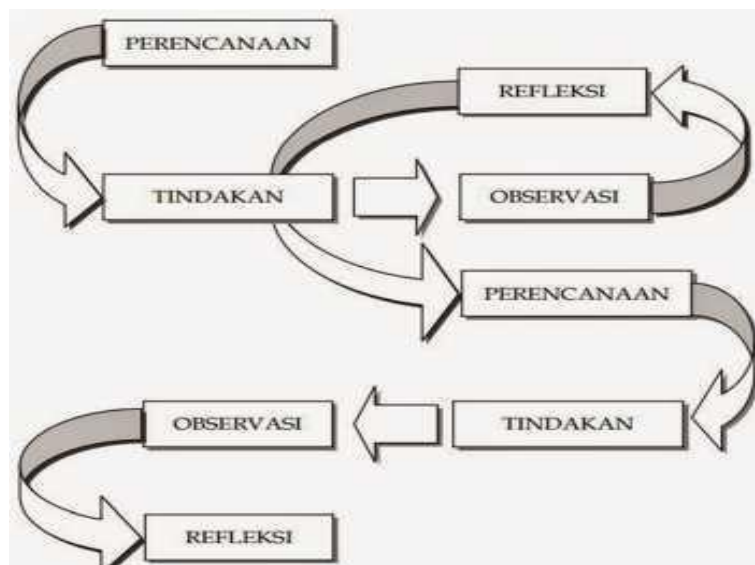 PERENCANAAN
REFLEKSI
TINDAKAN
OBSERVASI
PERENCANAAN
OBSERVASI
TINDAKAN
REFLEKSI